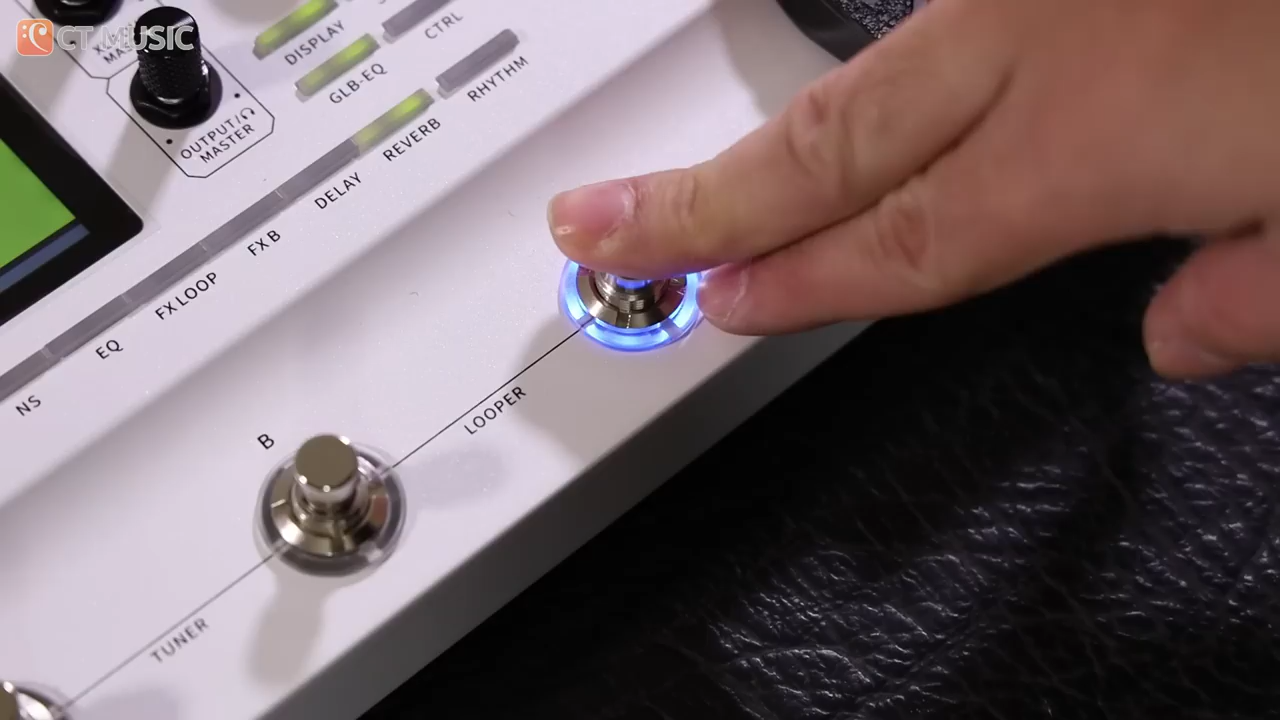 CT MUSIC
DISPLAY
CTRL
GLB-EQ
RHYTHM
OUTPUT/
MASTER
REVERB
DELAY
FX B
FX LOOP
EQ
NS
LOOPER
B
TUNER